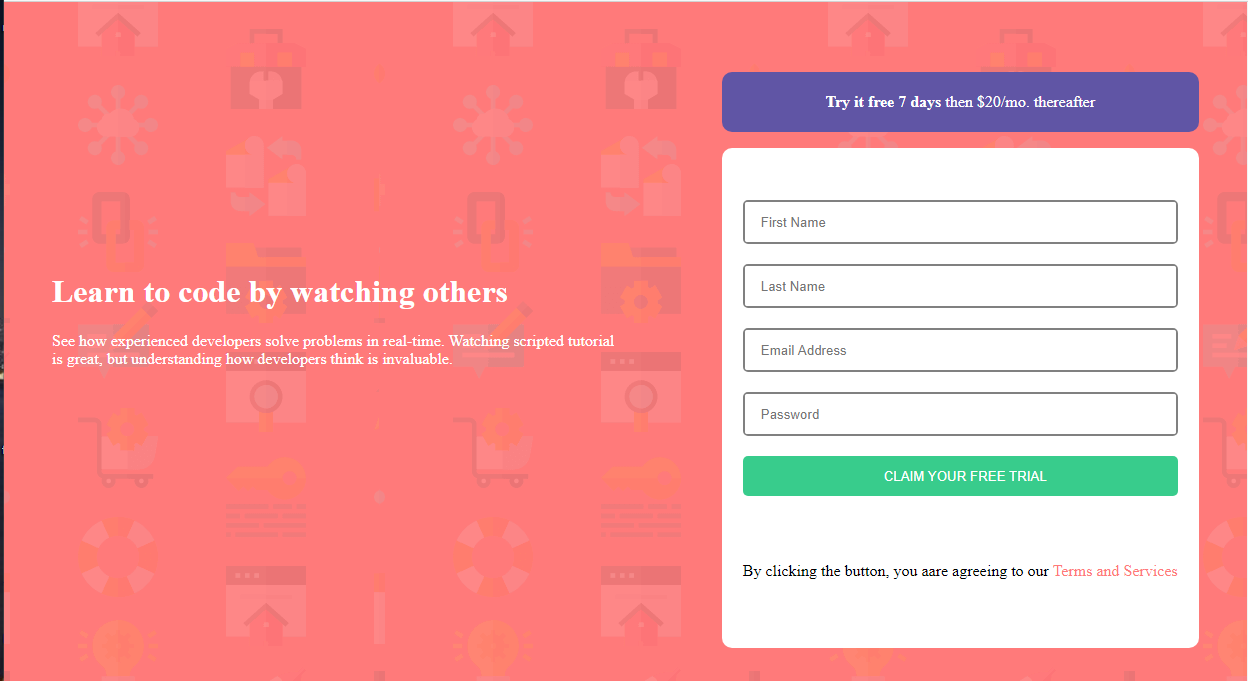 Learn to code by watching others
See how experienced developers solve problems in real-time. Watching scripted tutorial
is great, but understanding how developers think is invaluable.
Try it free 7 days then $20/mo. thereafter
First Name
Last Name
Email Address
Password
CLAIM YOUR FREE TRIAL
By clicking the button, you aare agreeing to our Terms and Services